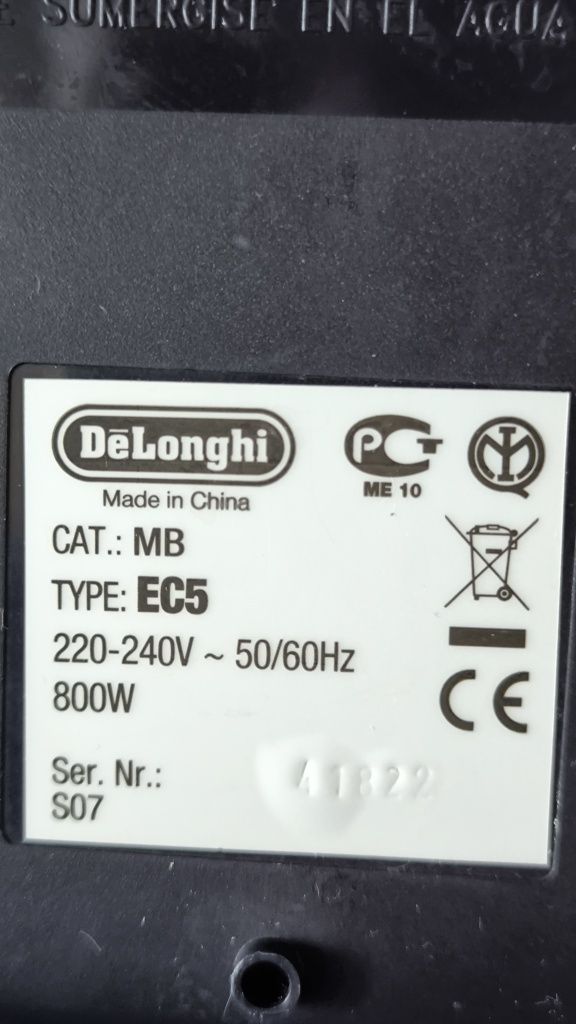 E SUMERGISE EN EL AGUA
DēLonghi
Made in China
PCT
ME 10
CAT.: MB
TYPE: EC5
220-240V ~ 50/60Hz
800W
CE
Ser. Nr.:
41822
S07